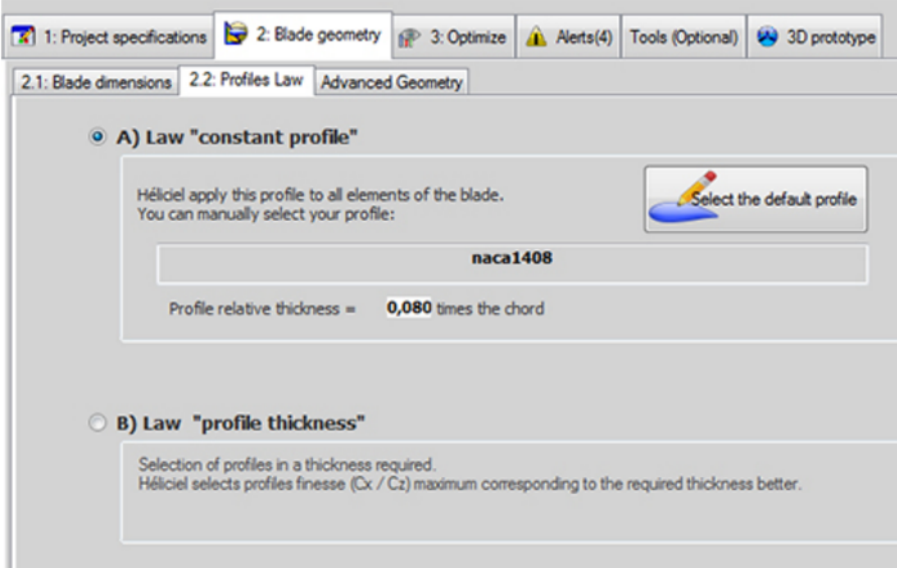 1: Project specifications 2: Blade geometry 3: Optimize Alerts(4) Tools (Optional) 3D prototype
2.1: Blade dimensions 2.2: Profiles Law Advanced Geometry
A) Law "constant profile"
Héliciel apply this profile to all elements of the blade.
You can manually select your profile:
Select the default profile
naca1408
Profile relative thickness = 0,080 times the chord
B) Law "profile thickness"
Selection of profiles in a thickness required.
Héliciel selects profiles finesse (Cx / Cz) maximum corresponding to the required thickness better.